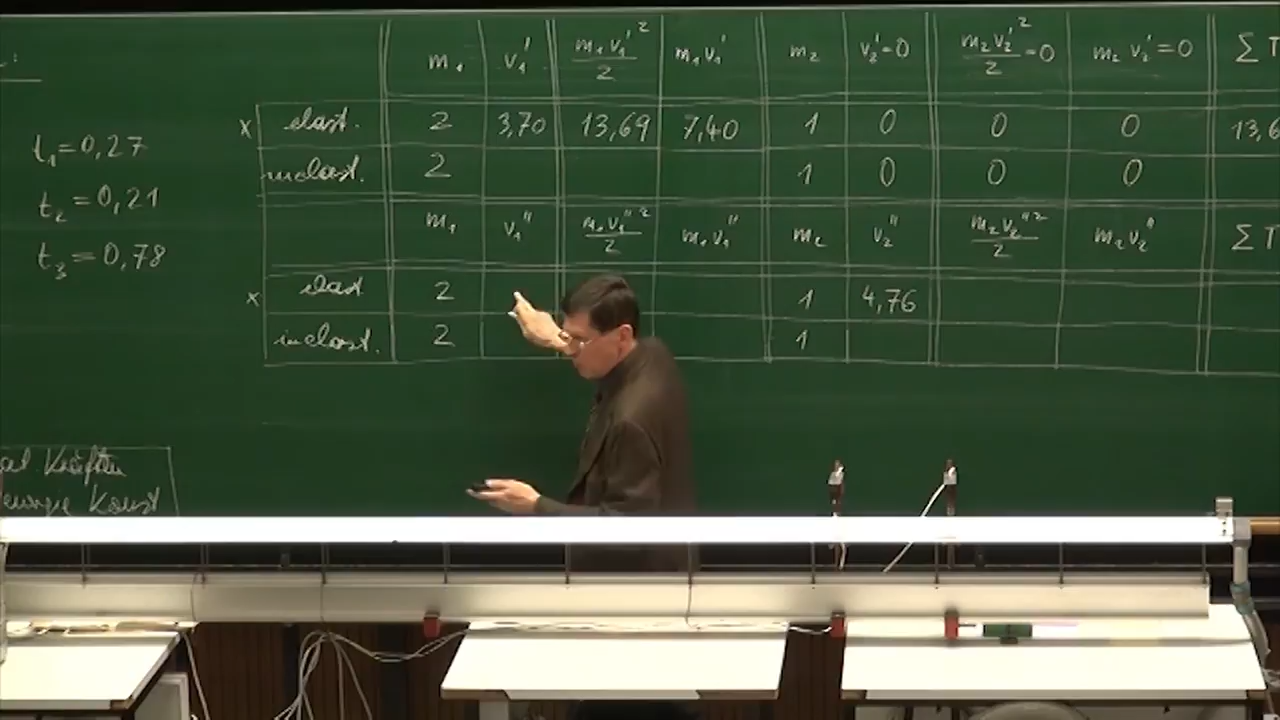 t₁=0,27
t₂=0,21
t₃=0,78
m₁ v₁' m₁v₁'²/2 m₁v₁' m₂ v₂'=0 m₂v₂'²/2=0 m₂v₂'=0 ΣT
x elast. 2 3,70 13,69 7,40 1 0 0 0 13,6
inelast. 2 1 0 0 0
m₁ v₁'' m₁v₁''²/2 m₁v₁'' m₂ v₂'' m₂v₂''²/2 m₂v₂'' ΣT
x elast 2 1 4,76
inelast. 2 1
Kräften
Konst